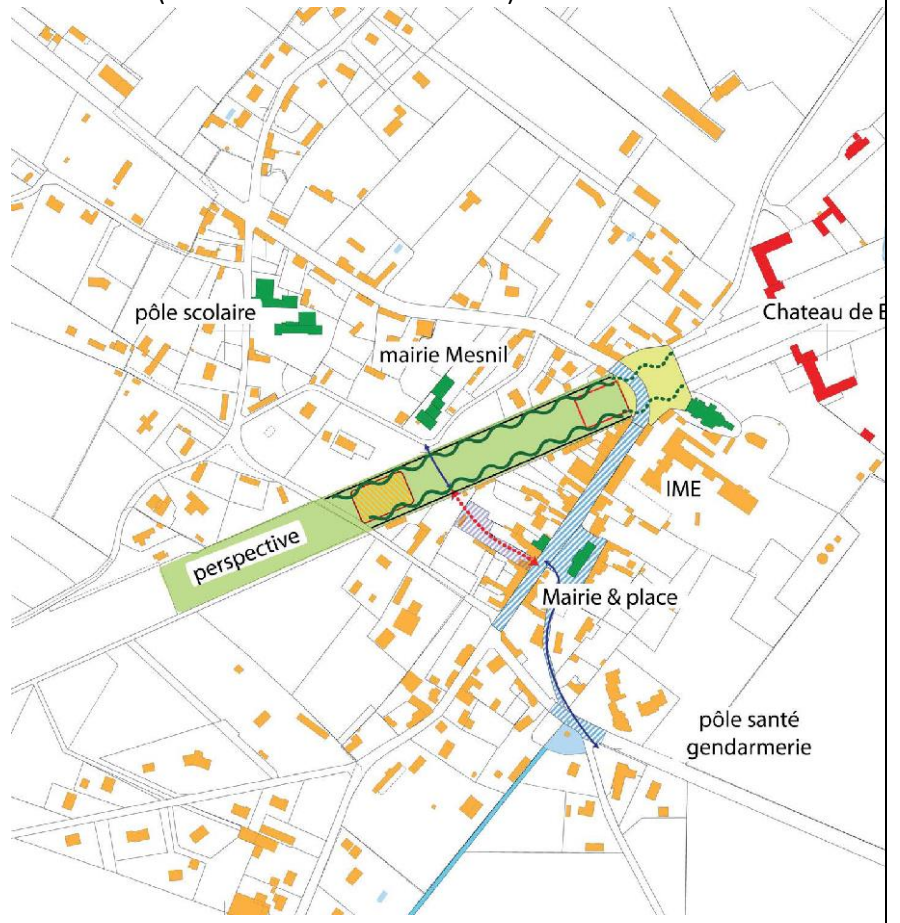 pôle scolaire
Chateau de
mairie Mesnil
IME
perspective
Mairie & place
pôle santé
gendarmerie